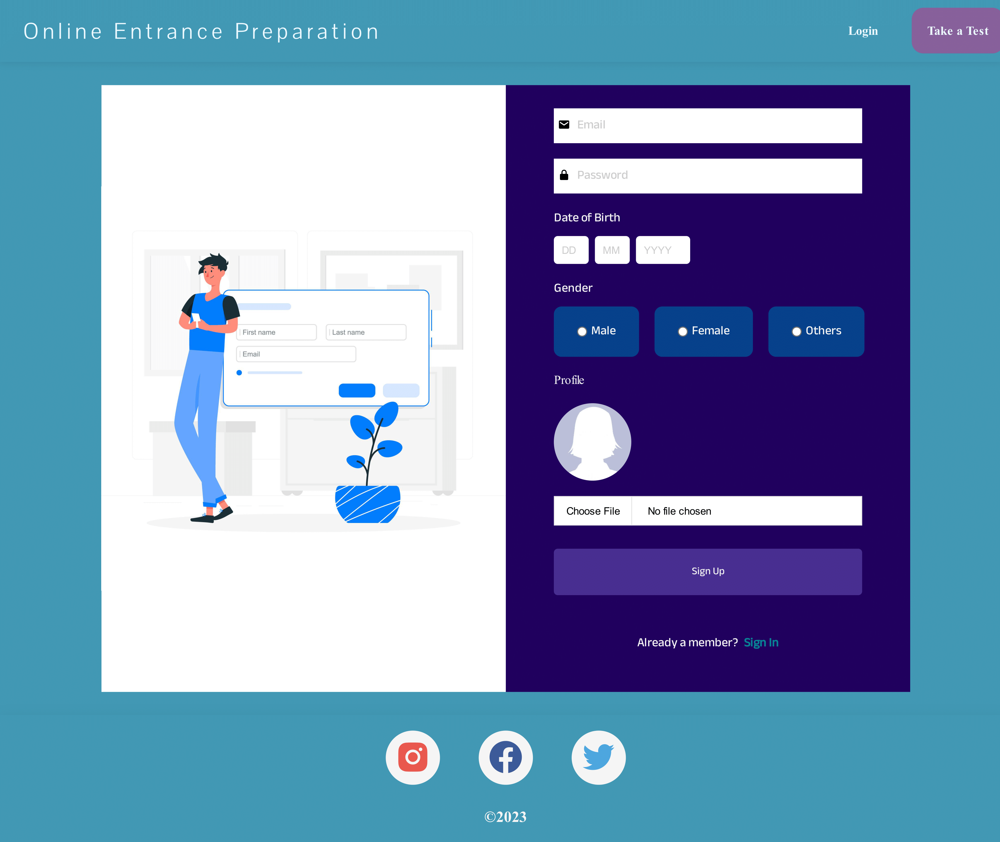 Online Entrance Preparation
Login
Take a Test
Email
Password
Date of Birth
DD MM YYYY
Gender
Male Female Others
Profile
Choose File No file chosen
Sign Up
Already a member? Sign In
First name Last name
Email
©2023